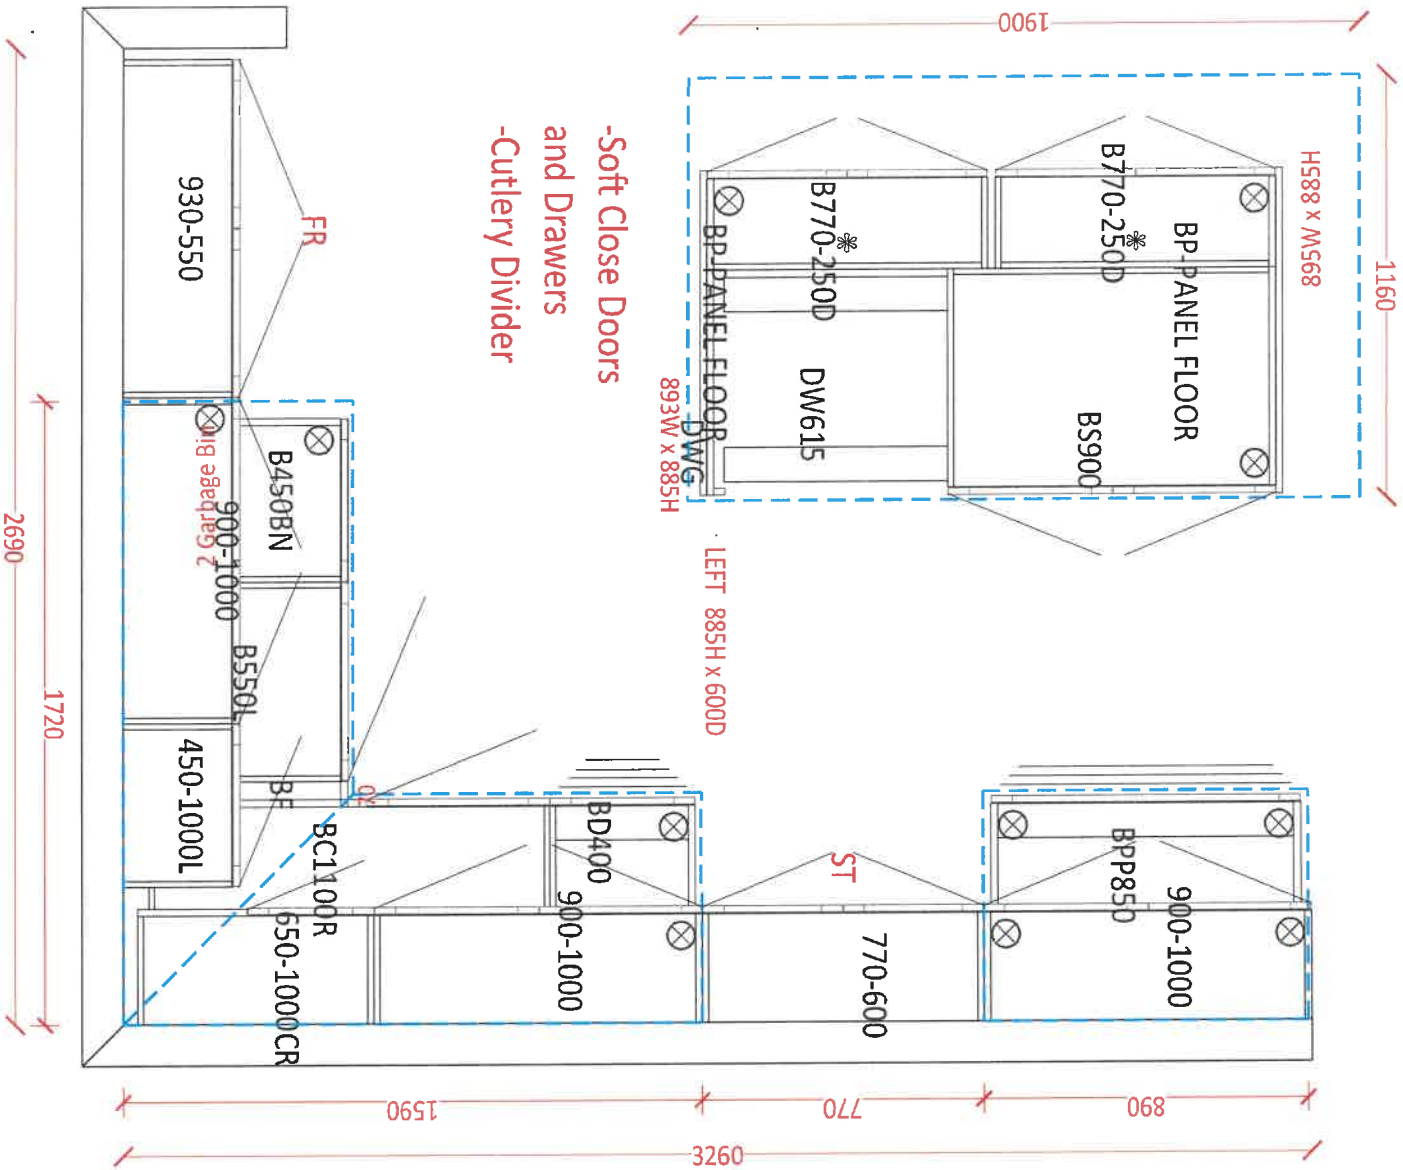 1900
1160
895W x 885H
B770-250D
BP-PANEL FLOOR
B770-250D
BP-PANEL FLOOR
DW615
BS900
DWG
893W x 885H
LEFT 885H x 600D
-Soft Close Doors
and Drawers
-Cutlery Divider
930-550
FR
B450BN
2 Garbage Bin
900-1000
B550L
450-1000L
BF
70
BC1100R
650-1000CR
BD400
900-1000
ST
770-600
BPP850
900-1000
2690
1720
1590
770
890
3260